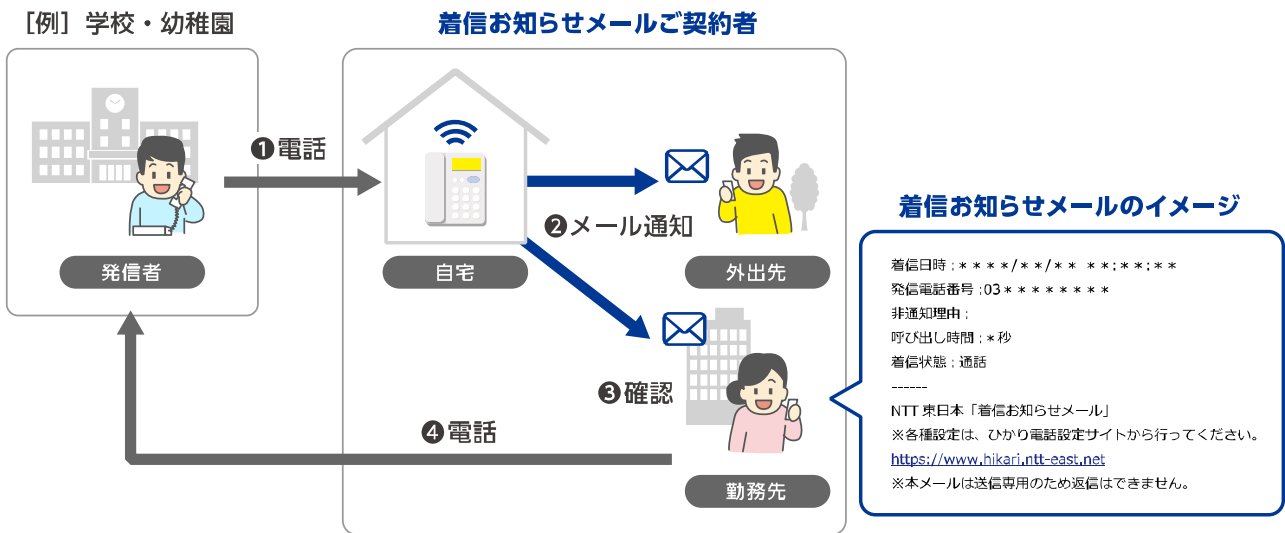 ［例］学校・幼稚園
着信お知らせメールご契約者
❶電話
発信者
自宅
❷メール通知
外出先
❸確認
❹電話
勤務先
着信お知らせメールのイメージ
着信日時：＊＊＊＊/＊＊/＊＊ ＊＊:＊＊:＊＊
発信電話番号：03＊＊＊＊＊＊＊＊
非通知理由：
呼び出し時間：＊秒
着信状態：通話
------
NTT 東日本「着信お知らせメール」
※各種設定は、ひかり電話設定サイトから行ってください。
https://www.hikari.ntt-east.net
※本メールは送信専用のため返信はできません。